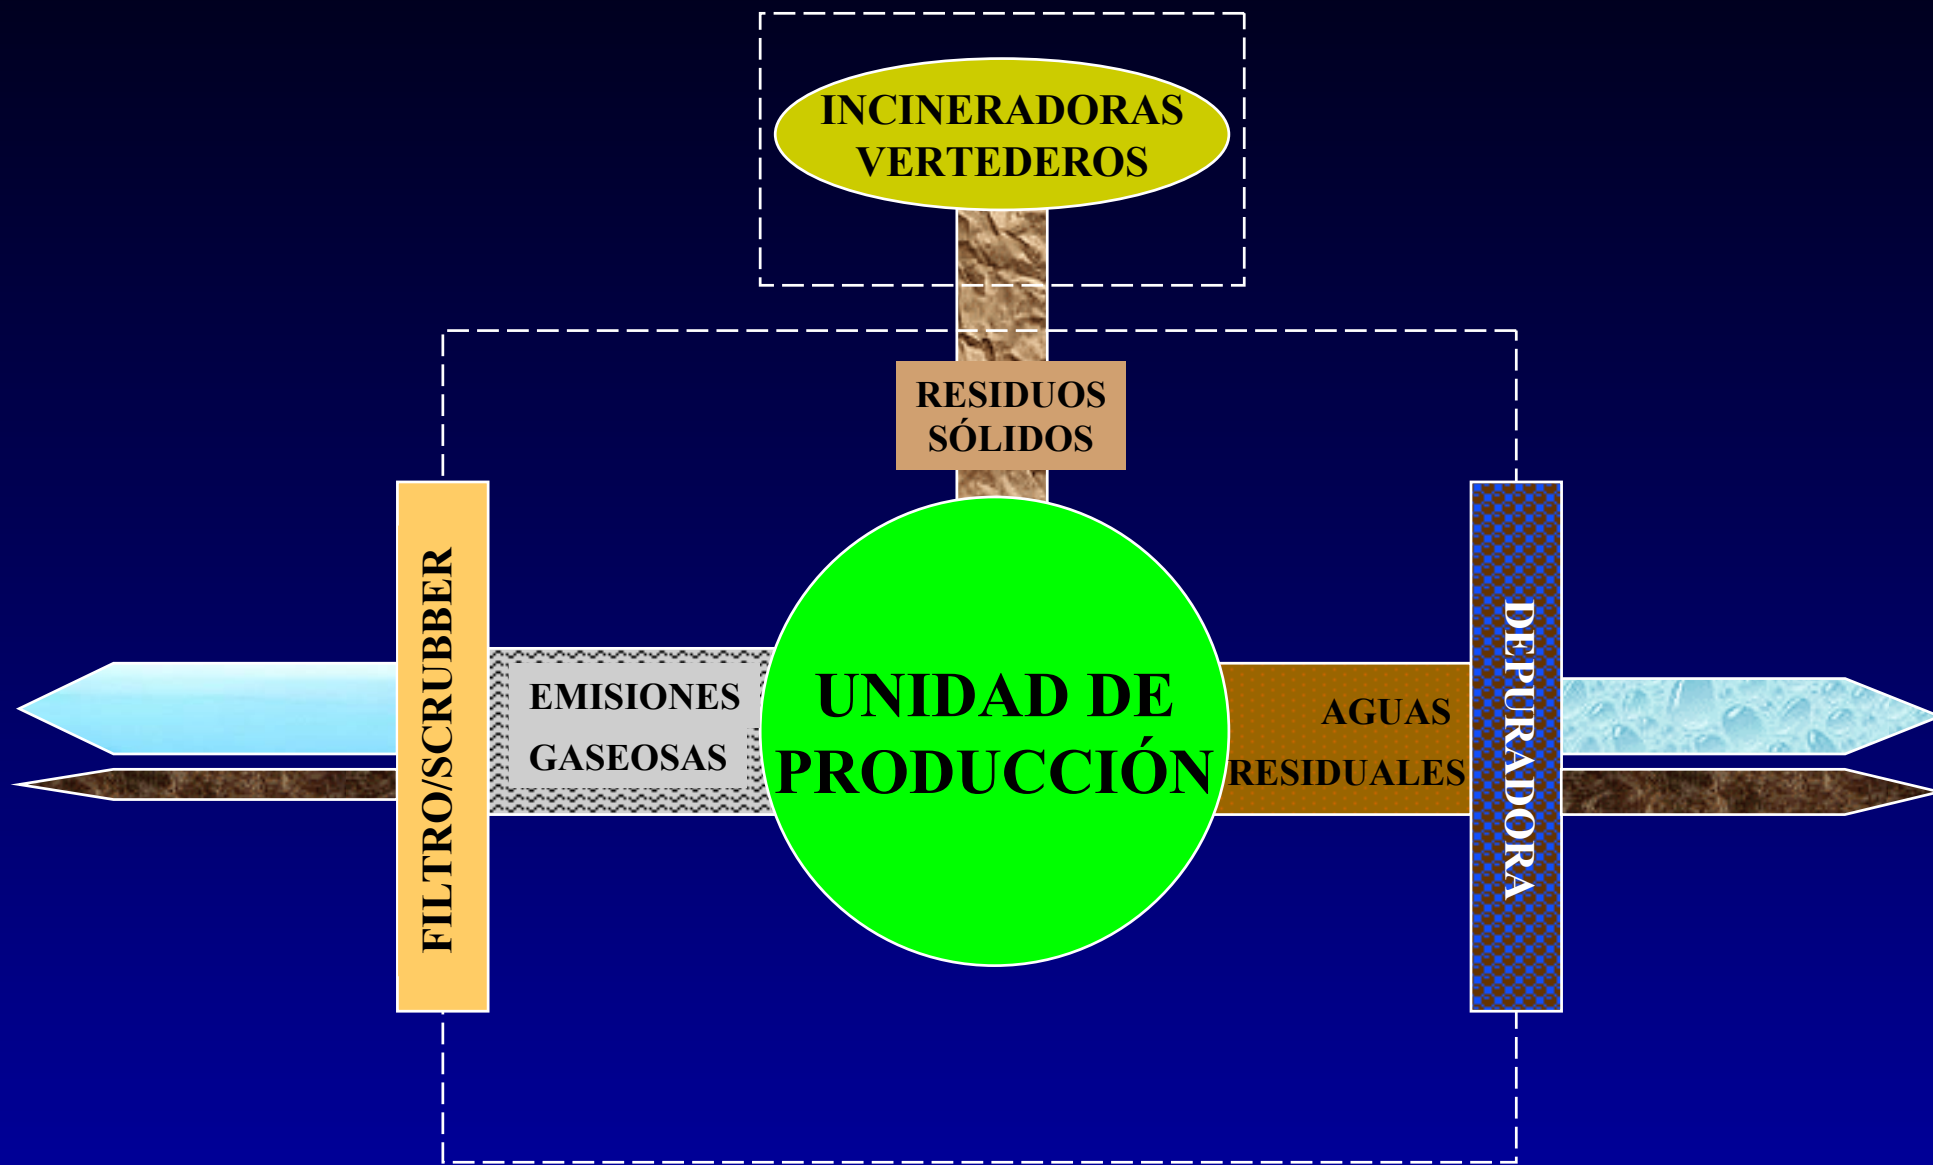 INCINERADORAS
VERTEDEROS
RESIDUOS
SÓLIDOS
FILTRO/SCRUBBER
EMISIONES
GASEOSAS
UNIDAD DE
PRODUCCIÓN
AGUAS
RESIDUALES
DEPURADORA